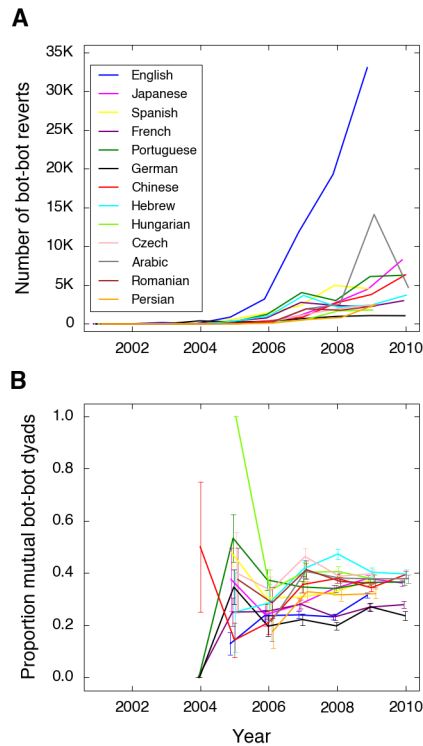 A
Number of bot-bot reverts
35K
30K
25K
20K
15K
10K
5K
0
English
Japanese
Spanish
French
Portuguese
German
Chinese
Hebrew
Hungarian
Czech
Arabic
Romanian
Persian
2002 2004 2006 2008 2010
B
Proportion mutual bot-bot dyads
1.0
0.8
0.6
0.4
0.2
0.0
2002 2004 2006 2008 2010
Year